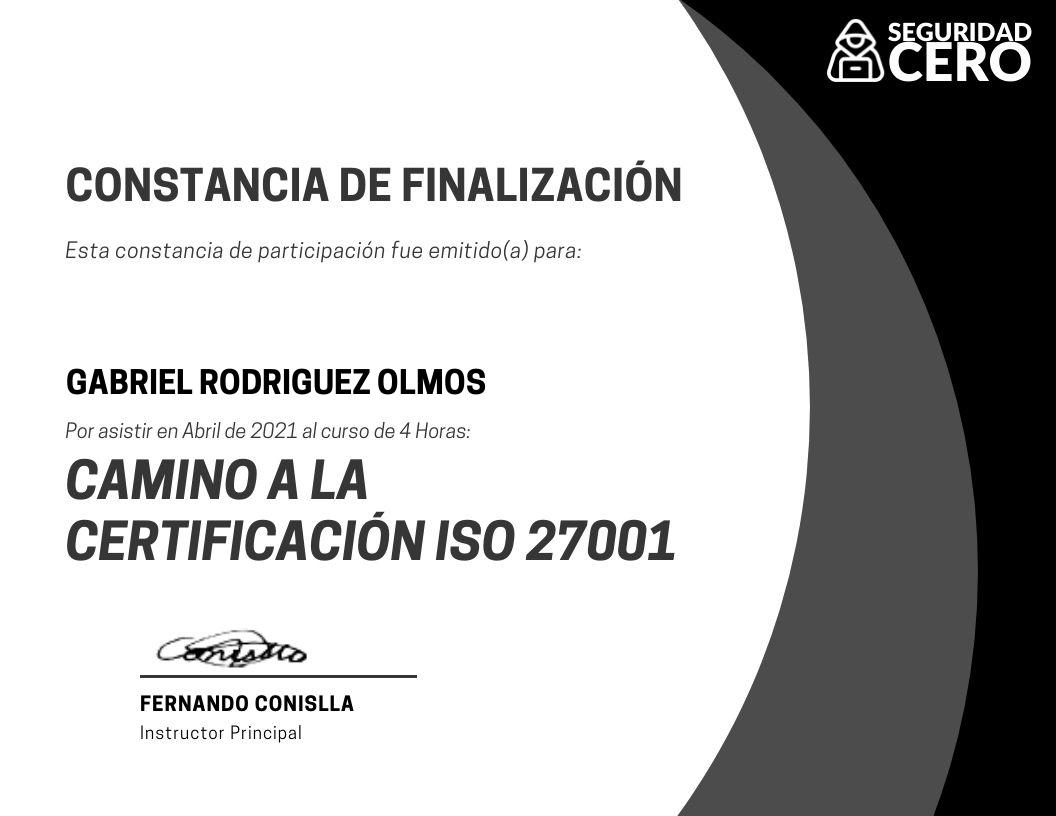 SEGURIDAD
CERO
CONSTANCIA DE FINALIZACIÓN
Esta constancia de participación fue emitido(a) para:
GABRIEL RODRIGUEZ OLMOS
Por asistir en Abril de 2021 al curso de 4 Horas:
CAMINO A LA
CERTIFICACIÓN ISO 27001
Conislla
FERNANDO CONISLLA
Instructor Principal